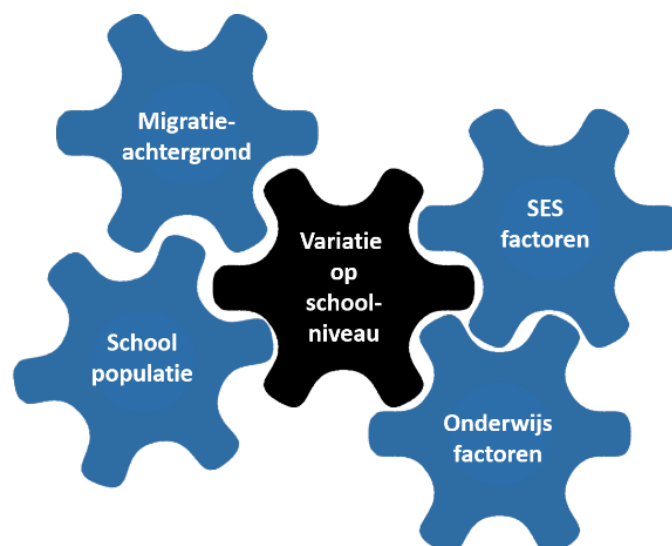 Migratie-
achtergrond
SES
factoren
Variatie
op
school-
niveau
School
populatie
Onderwijs
factoren